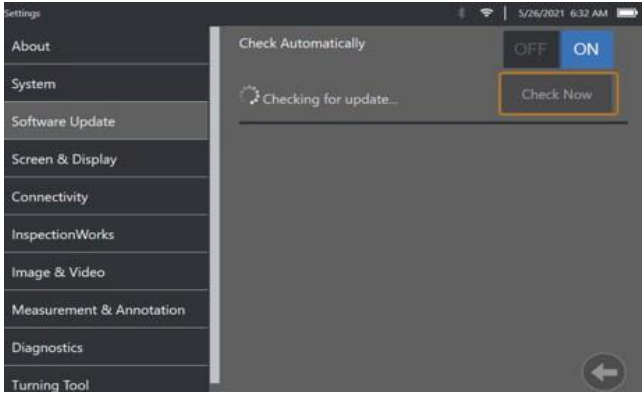 Settings
5/26/2021 6:32 AM
About
System
Software Update
Screen & Display
Connectivity
InspectionWorks
Image & Video
Measurement & Annotation
Diagnostics
Turning Tool
Check Automatically
OFF ON
Checking for update...
Check Now